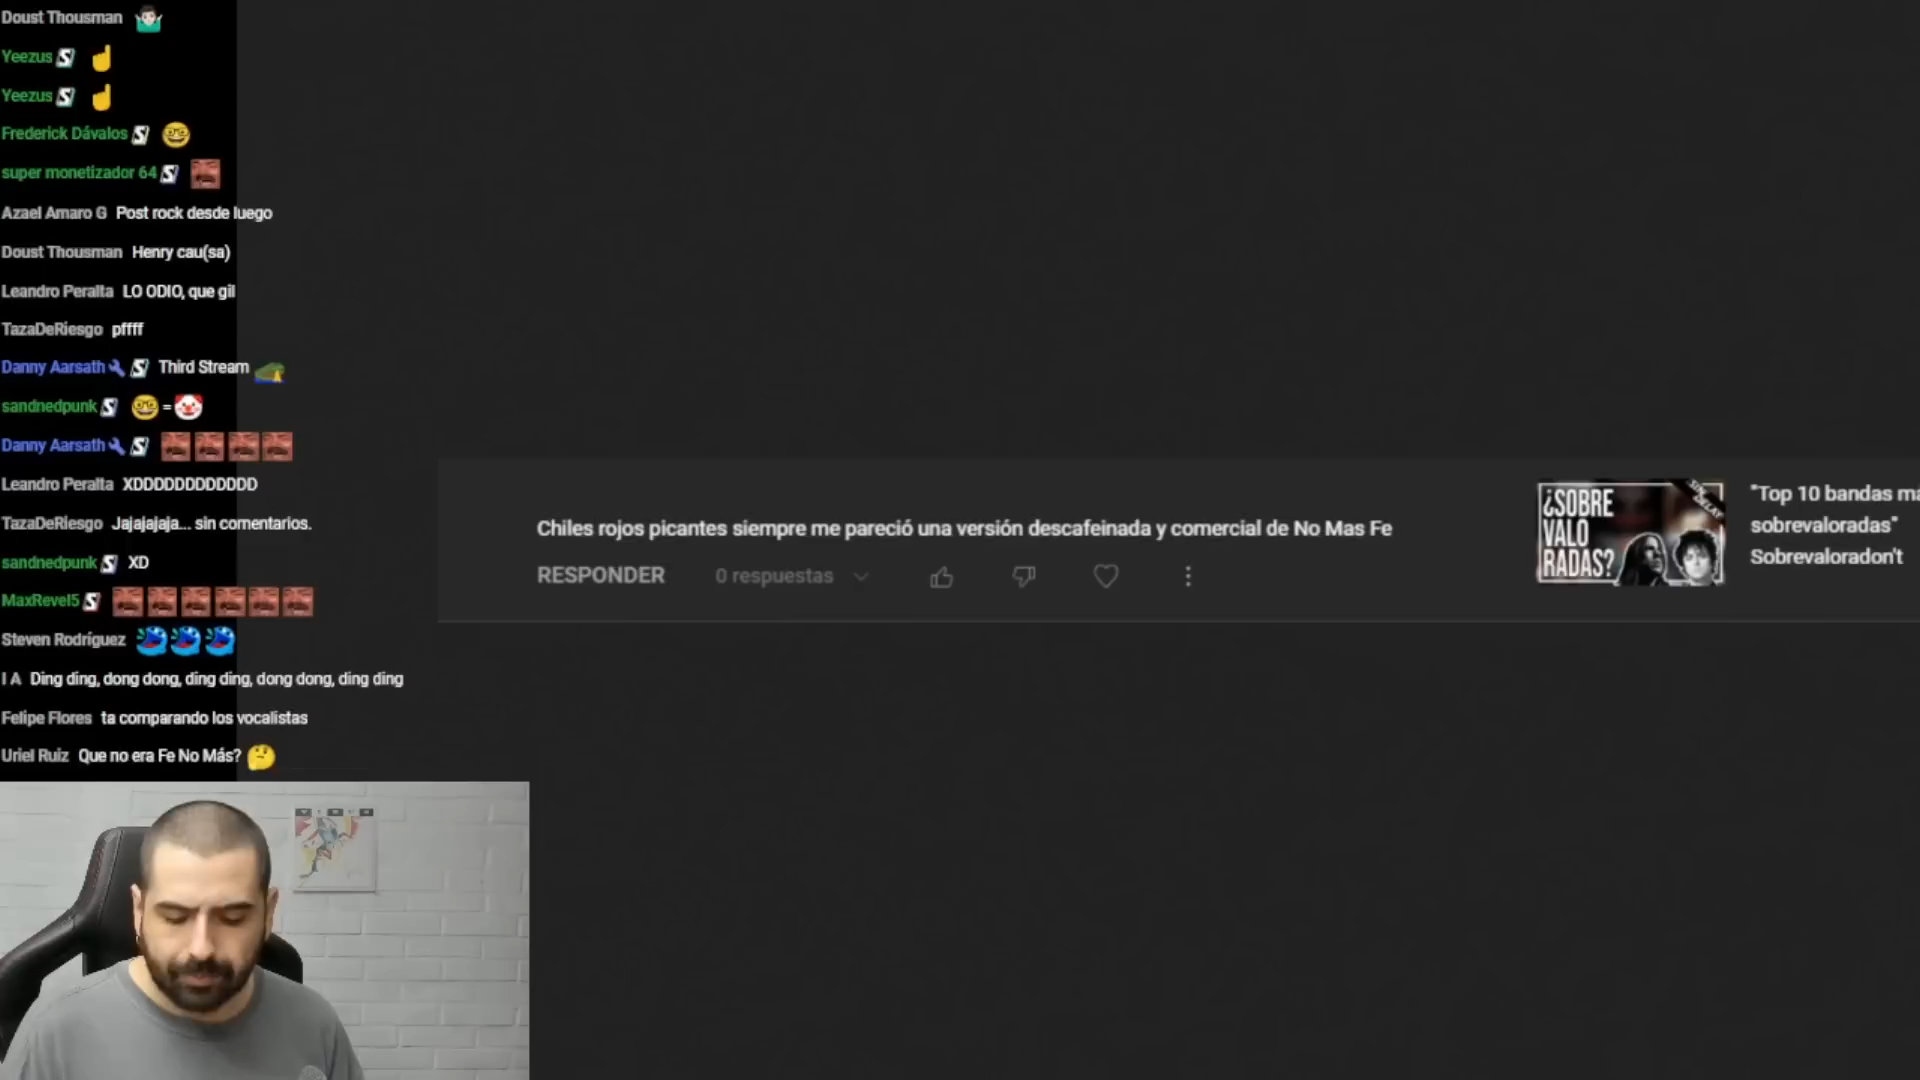 Doust Thousman
Yeezus
Yeezus
Frederick Dávalos
super monetizador 64
Azael Amaro G Post rock desde luego
Doust Thousman Henry cau(sa)
Leandro Peralta LO ODIO, que gil
TazaDeRiesgo pffff
Danny Aarsath Third Stream
sandnedpunk =
Danny Aarsath
Leandro Peralta XDDDDDDDDDDDD
TazaDeRiesgo Jajajajaja... sin comentarios.
sandnedpunk XD
MaxRevel5
Steven Rodríguez
I A Ding ding, dong dong, ding ding, dong dong, ding ding
Felipe Flores ta comparando los vocalistas
Uriel Ruiz Que no era Fe No Más?
Chiles rojos picantes siempre me pareció una versión descafeinada y comercial de No Mas Fe
RESPONDER 0 respuestas
¿SOBRE
VALO
RADAS?
SIN DELAY
"Top 10 bandas má
sobrevaloradas"
Sobrevaloradon't